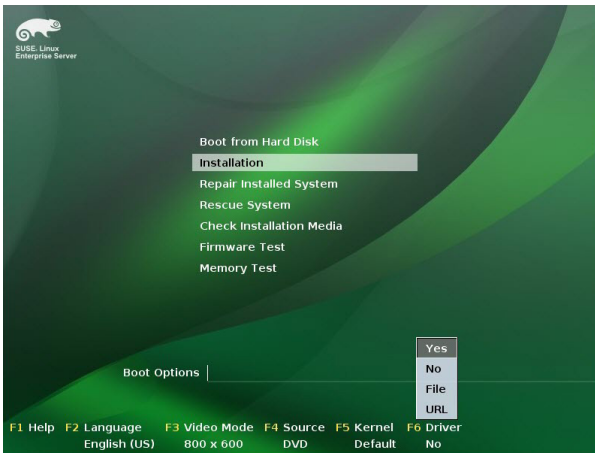 SUSE. Linux
Enterprise Server
Boot from Hard Disk
Installation
Repair Installed System
Rescue System
Check Installation Media
Firmware Test
Memory Test
Boot Options
Yes
No
File
URL
F1 Help F2 Language F3 Video Mode F4 Source F5 Kernel F6 Driver
English (US) 800 x 600 DVD Default No